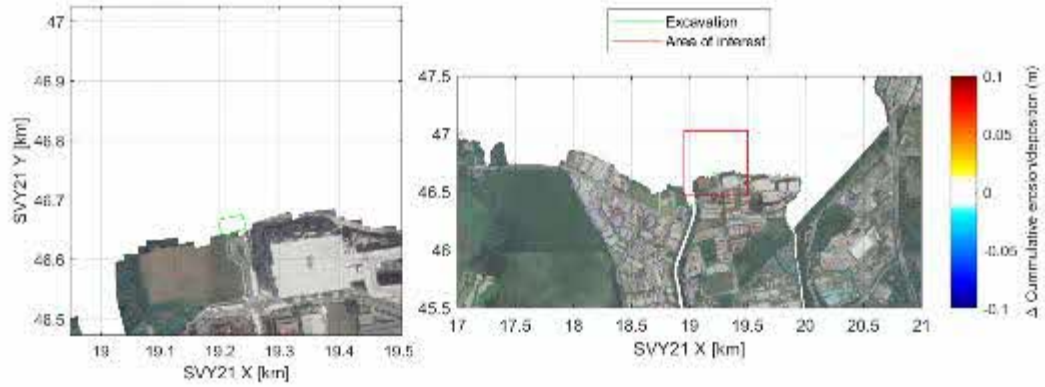 Excavation
Area of interest
47
46.9
46.8
46.7
46.6
46.5
SVY21 Y [km]
19 19.1 19.2 19.3 19.4 19.5
SVY21 X [km]
47.5
47
46.5
46
45.5
17 17.5 18 18.5 19 19.5 20 20.5 21
SVY21 X [km]
0.1
0.05
0
-0.05
-0.1
Δ Cummulative erosion/deposition (m)